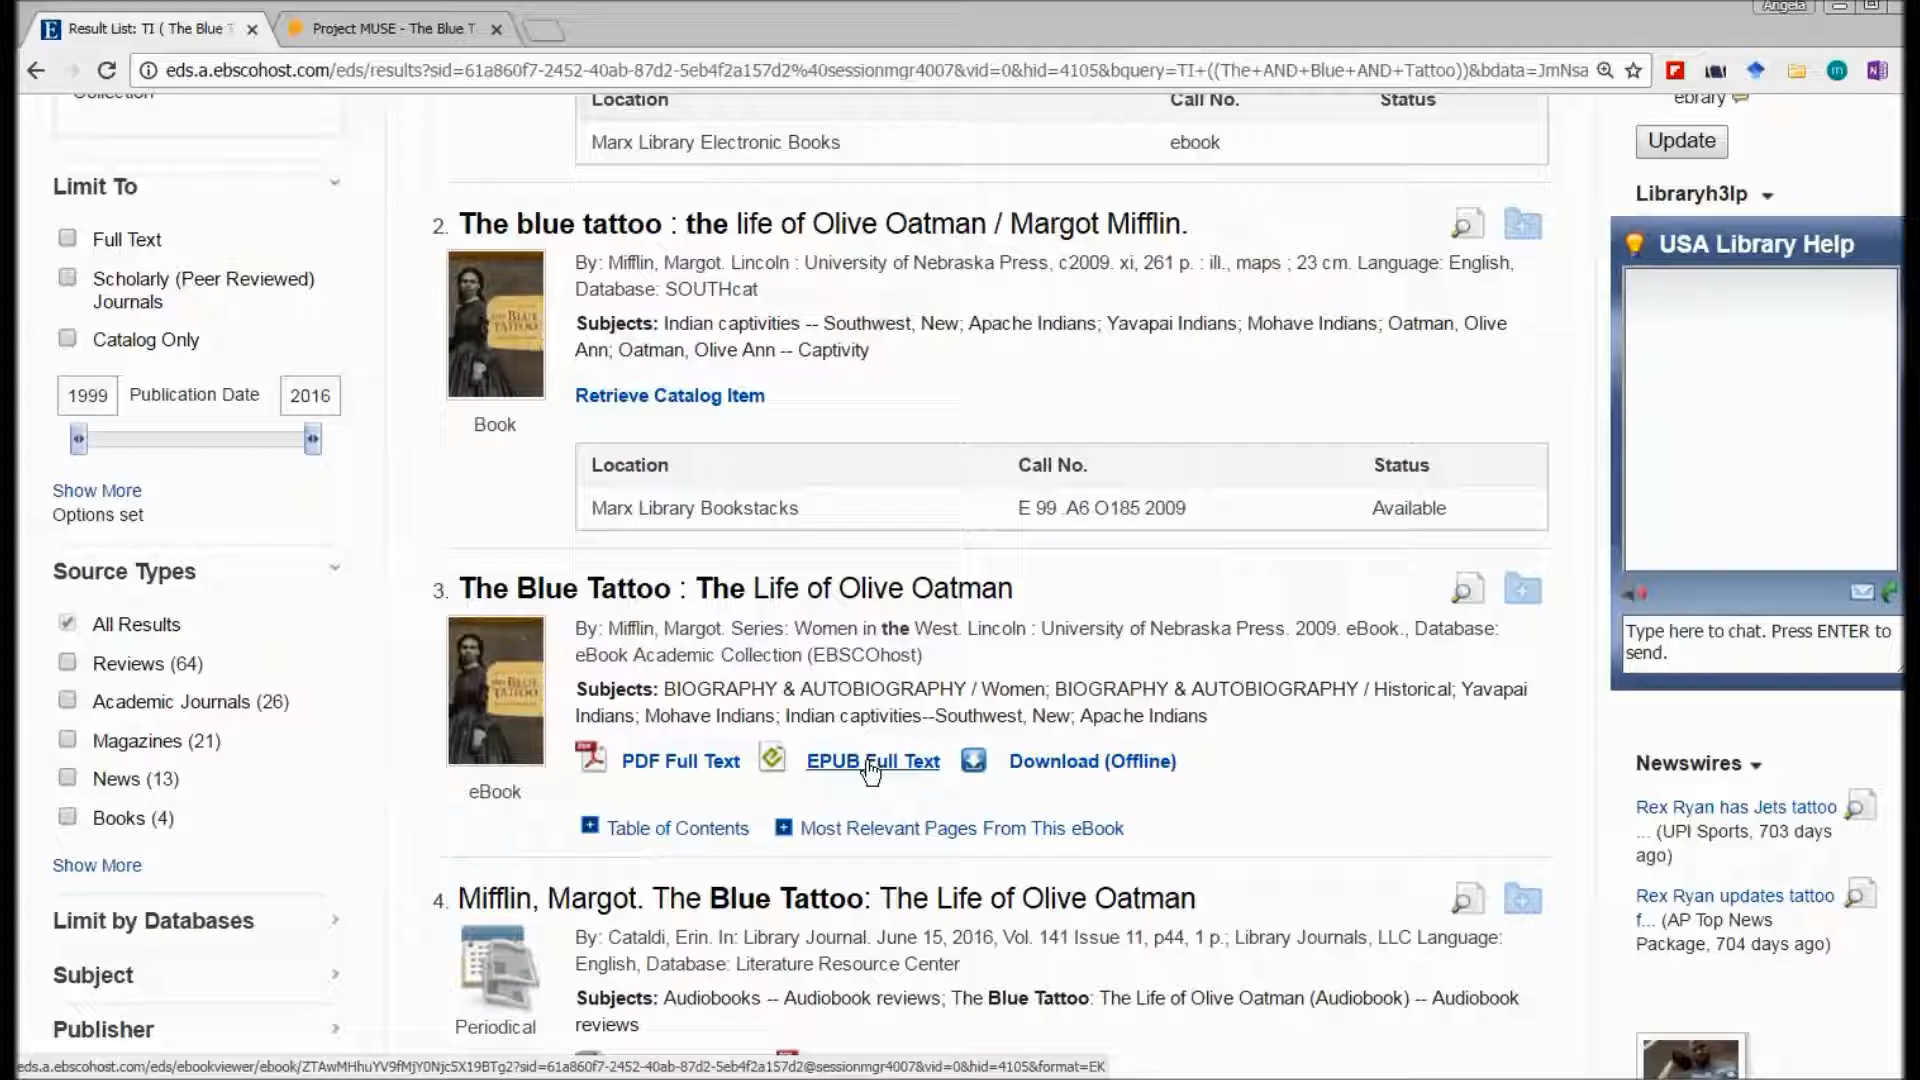 Angela
Result List: TI ( The Blue T
Project MUSE - The Blue T
eds.a.ebscohost.com/eds/results?sid=61a860f7-2452-40ab-87d2-5eb4f2a157d2%40sessionmgr4007&vid=0&hid=4105&bquery=TI+((The+AND+Blue+AND+Tattoo))&bdata=JmNsa
Collection
Limit To
Full Text
Scholarly (Peer Reviewed)
Journals
Catalog Only
1999 Publication Date 2016
Show More
Options set
Source Types
All Results
Reviews (64)
Academic Journals (26)
Magazines (21)
News (13)
Books (4)
Show More
Limit by Databases
Subject
Publisher
Location Call No. Status
Marx Library Electronic Books ebook
2. The blue tattoo : the life of Olive Oatman / Margot Mifflin.
By: Mifflin, Margot. Lincoln : University of Nebraska Press, c2009. xi, 261 p. : ill., maps ; 23 cm. Language: English,
Database: SOUTHcat
Subjects: Indian captivities -- Southwest, New; Apache Indians; Yavapai Indians; Mohave Indians; Oatman, Olive
Ann; Oatman, Olive Ann -- Captivity
THE BLUE
TATTOO
Book
Retrieve Catalog Item
Location Call No. Status
Marx Library Bookstacks E 99 .A6 O185 2009 Available
3. The Blue Tattoo : The Life of Olive Oatman
By: Mifflin, Margot. Series: Women in the West. Lincoln : University of Nebraska Press. 2009. eBook., Database:
eBook Academic Collection (EBSCOhost)
Subjects: BIOGRAPHY & AUTOBIOGRAPHY / Women; BIOGRAPHY & AUTOBIOGRAPHY / Historical; Yavapai
Indians; Mohave Indians; Indian captivities--Southwest, New; Apache Indians
THE BLUE
TATTOO
eBook
PDF Full Text EPUB Full Text Download (Offline)
Table of Contents Most Relevant Pages From This eBook
4. Mifflin, Margot. The Blue Tattoo: The Life of Olive Oatman
By: Cataldi, Erin. In: Library Journal. June 15, 2016, Vol. 141 Issue 11, p44, 1 p.; Library Journals, LLC Language:
English, Database: Literature Resource Center
Subjects: Audiobooks -- Audiobook reviews; The Blue Tattoo: The Life of Olive Oatman (Audiobook) -- Audiobook
reviews
Periodical
ebrary
Update
Libraryh3lp
USA Library Help
Type here to chat. Press ENTER to
send.
Newswires
Rex Ryan has Jets tattoo
... (UPI Sports, 703 days
ago)
Rex Ryan updates tattoo
f... (AP Top News
Package, 704 days ago)
eds.a.ebscohost.com/eds/ebookviewer/ebook/ZTAwMHhuYV9fMjY0Njc5X19BTg2?sid=61a860f7-2452-40ab-87d2-5eb4f2a157d2@sessionmgr4007&vid=0&hid=4105&format=EK